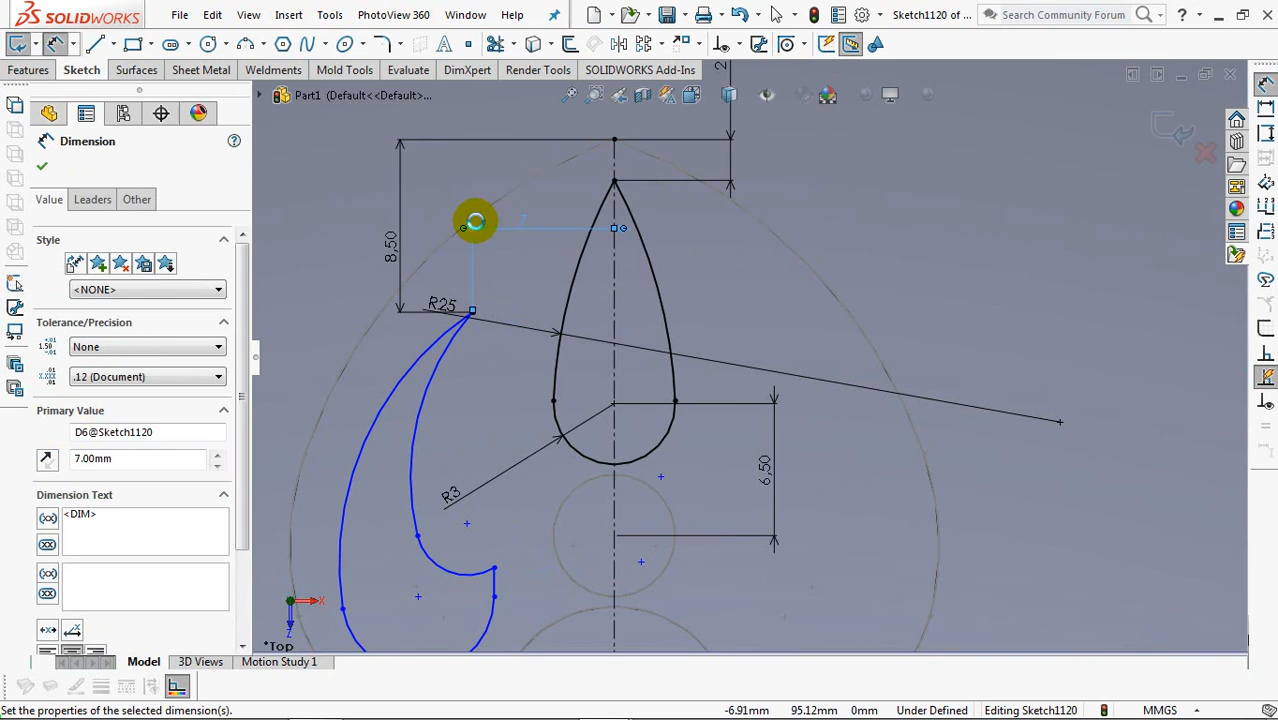 SOLIDWORKS
File
Edit
View
Insert
Tools
PhotoView 360
Window
Help
Sketch1120 of ...
Search Community Forum
Features
Sketch
Surfaces
Sheet Metal
Weldments
Mold Tools
Evaluate
DimXpert
Render Tools
SOLIDWORKS Add-Ins
Part1 (Default<<Default>...
Dimension
Value
Leaders
Other
Style
<NONE>
Tolerance/Precision
None
.12 (Document)
Primary Value
D6@Sketch1120
7.00mm
Dimension Text
<DIM>
2
7
8,50
R25
R3
6,50
X
Z
*Top
Model
3D Views
Motion Study 1
Set the properties of the selected dimension(s).
-6.91mm
95.12mm
0mm
Under Defined
Editing Sketch1120
MMGS